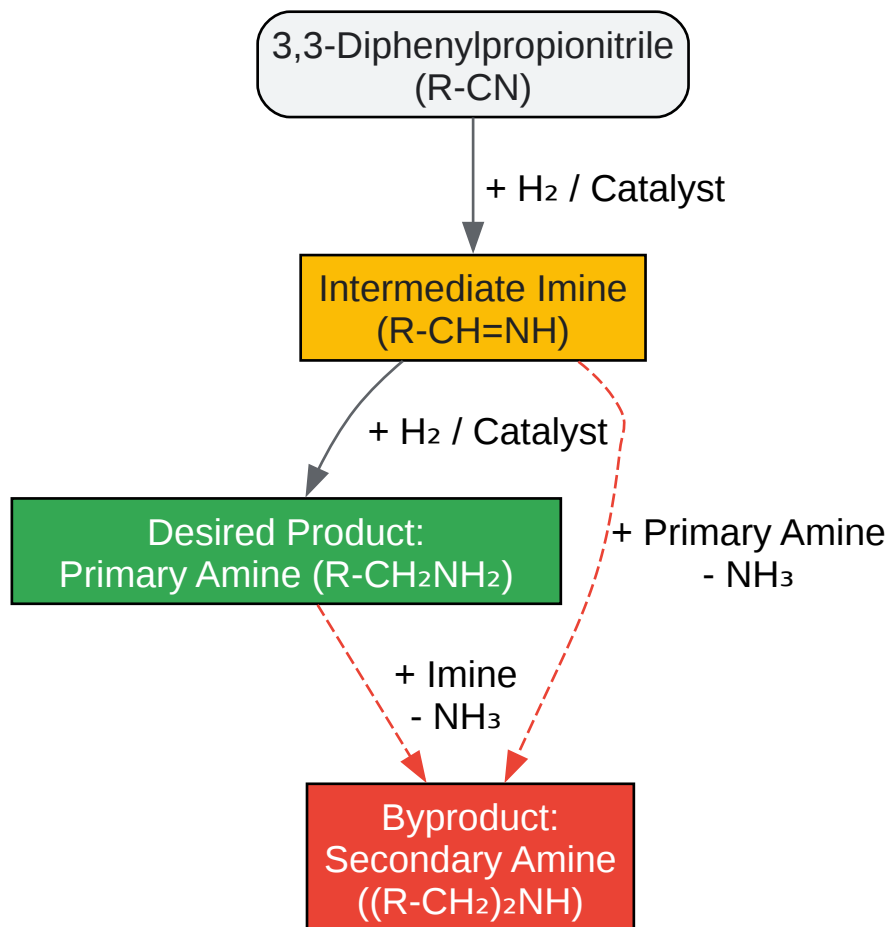 3,3-Diphenylpropionitrile
(R-CN)
+ H₂ / Catalyst
Intermediate Imine
(R-CH=NH)
+ H₂ / Catalyst
Desired Product:
Primary Amine (R-CH₂NH₂)
+ Primary Amine
- NH₃
+ Imine
- NH₃
Byproduct:
Secondary Amine
((R-CH₂)₂NH)